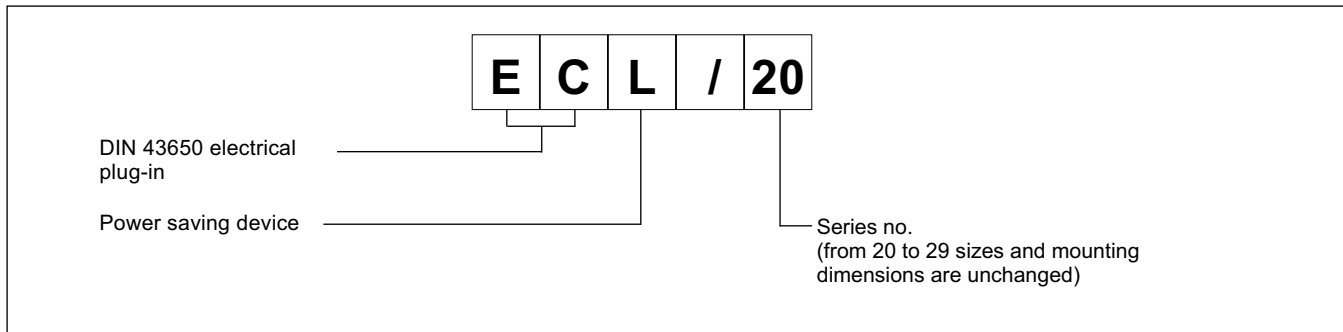 E C L / 20
DIN 43650 electrical
plug-in
Power saving device
Series no.
(from 20 to 29 sizes and mounting
dimensions are unchanged)